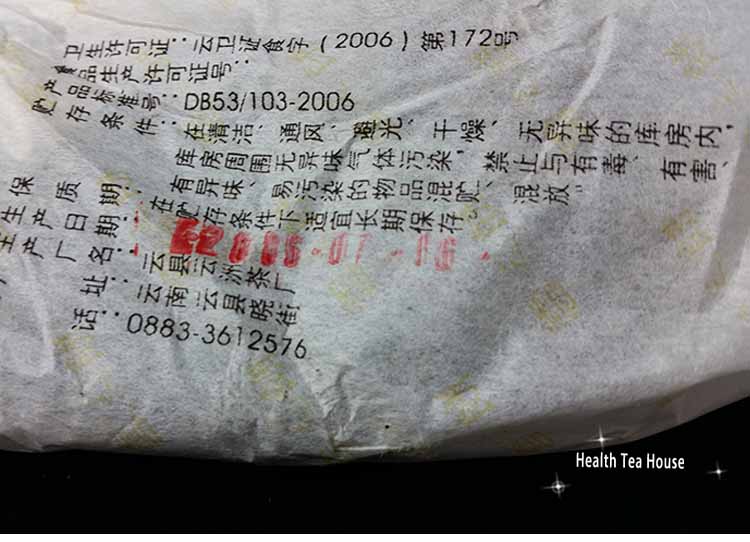 卫生许可证：云卫证食字(2006)第172号
食品生产许可证号：
产品标准号：DB53/103-2006
贮存条件：在清洁、通风、避光、干燥、无异味的库房内，
库房周围无异味气体污染，禁止与有毒、有害、
有异味、易污染的物品混贮、混放"
保质期：在贮存条件下适宜长期保存。
生产日期：
生产厂名：云县云洲茶厂
址：云南云县晓街
话：0883-3612576
Health Tea House